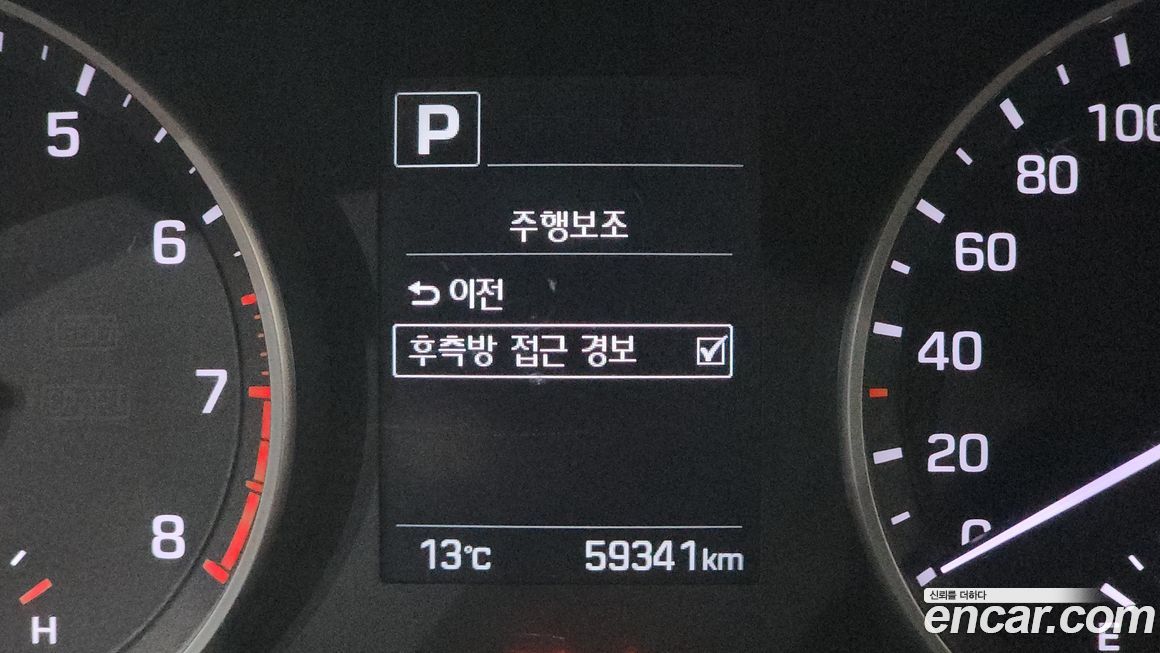 P
주행보조
이전
후측방 접근 경보
13℃ 59341km
5
6
7
8
H
100
80
60
40
20
0
E
신뢰를 더하다
encar.com